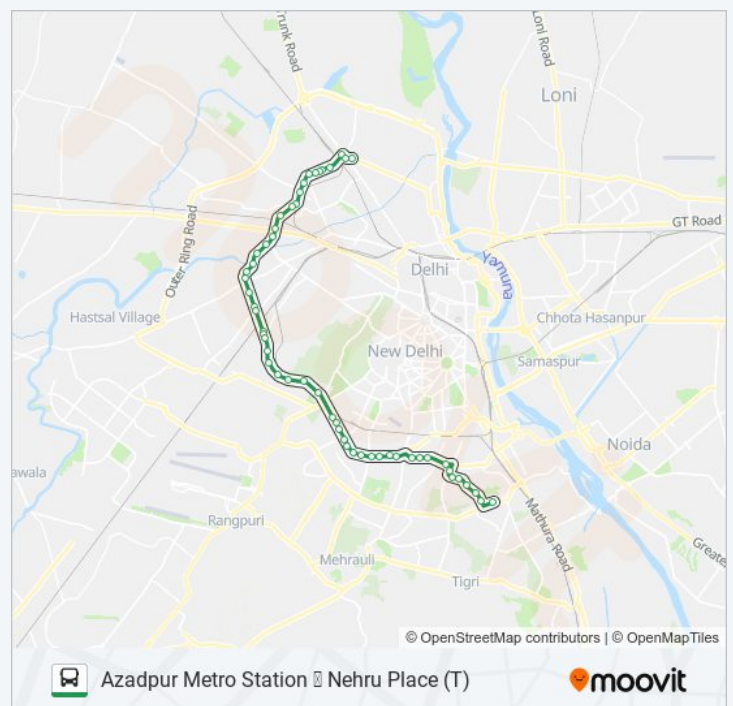 Trunk Road
Loni Road
Loni
Outer Ring Road
GT Road
Delhi
Yamuna
Hastsal Village
Chhota Hasanpur
New Delhi
Samaspur
Noida
awala
Rangpuri
Mathura Road
Mehrauli
Greate
Tigri
© OpenStreetMap contributors | © OpenMapTiles
Azadpur Metro Station Nehru Place (T)
moovit